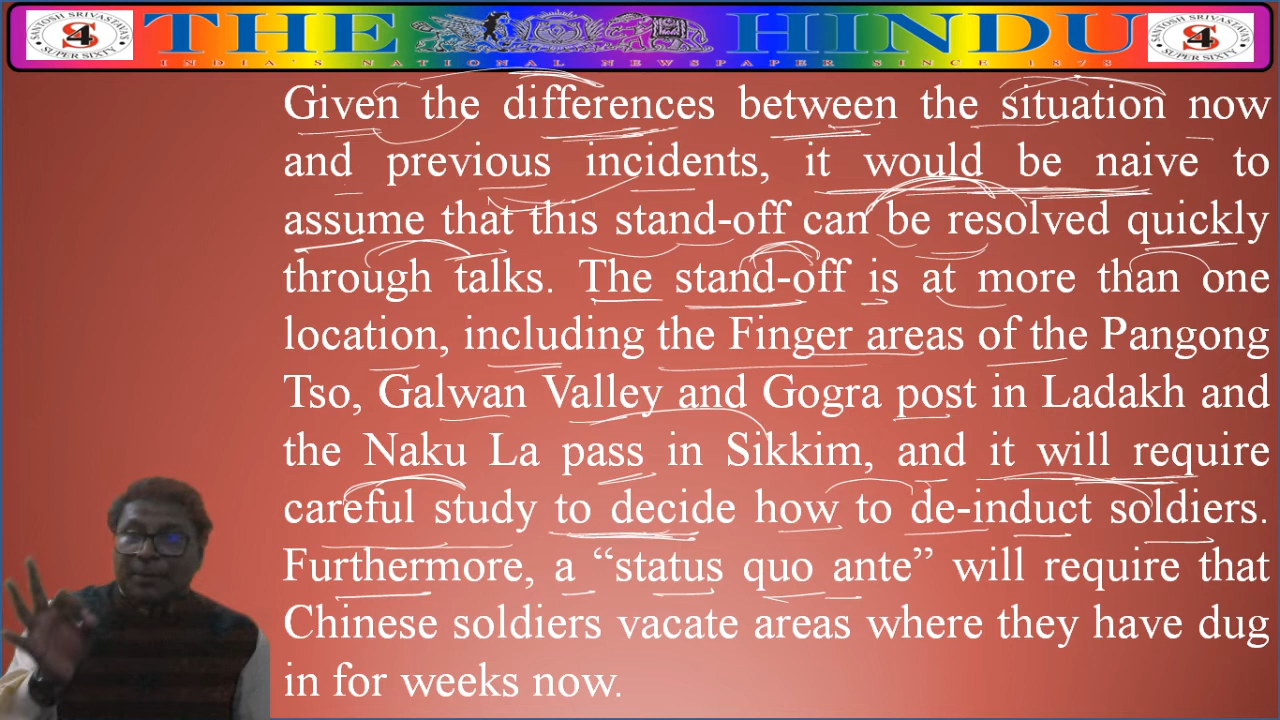 THE HINDU
INDIA'S NATIONAL NEWSPAPER SINCE 1878
SANTOSH SRIVASTAVA'S
S4
SUPER SIXTY
SANTOSH SRIVASTAVA'S
S4
SUPER SIXTY
Given the differences between the situation now
and previous incidents, it would be naive to
assume that this stand-off can be resolved quickly
through talks. The stand-off is at more than one
location, including the Finger areas of the Pangong
Tso, Galwan Valley and Gogra post in Ladakh and
the Naku La pass in Sikkim, and it will require
careful study to decide how to de-induct soldiers.
Furthermore, a “status quo ante” will require that
Chinese soldiers vacate areas where they have dug
in for weeks now.